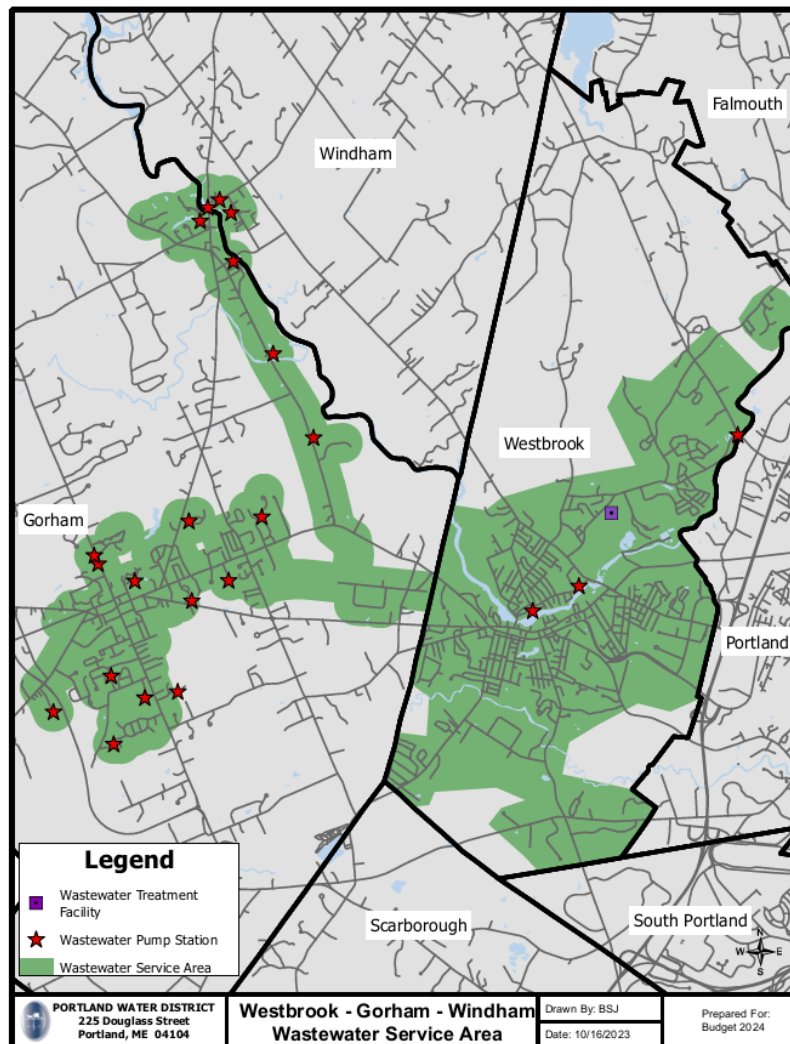 Falmouth
Windham
Westbrook
Gorham
Portland
Legend
Wastewater Treatment
Facility
Wastewater Pump Station
Wastewater Service Area
Scarborough
South Portland
N
W E
S
PORTLAND WATER DISTRICT
225 Douglass Street
Portland, ME 04104
Westbrook - Gorham - Windham
Wastewater Service Area
Drawn By: BSJ
Date: 10/16/2023
Prepared For:
Budget 2024